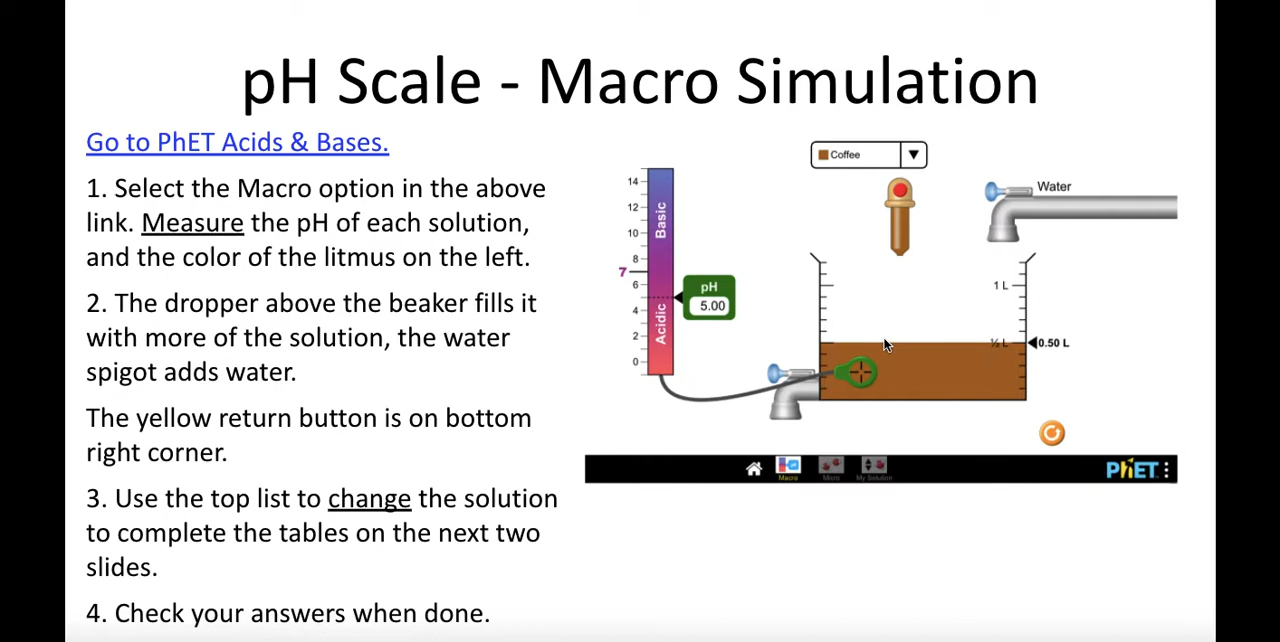 pH Scale - Macro Simulation
Go to PhET Acids & Bases.
1. Select the Macro option in the above
link. Measure the pH of each solution,
and the color of the litmus on the left.
2. The dropper above the beaker fills it
with more of the solution, the water
spigot adds water.
The yellow return button is on bottom
right corner.
3. Use the top list to change the solution
to complete the tables on the next two
slides.
4. Check your answers when done.
Coffee
Water
14
12
10
8
7
6
4
2
0
Basic
Acidic
pH
5.00
1 L
½ L
0.50 L
Macro
Micro
My Solution
PhET